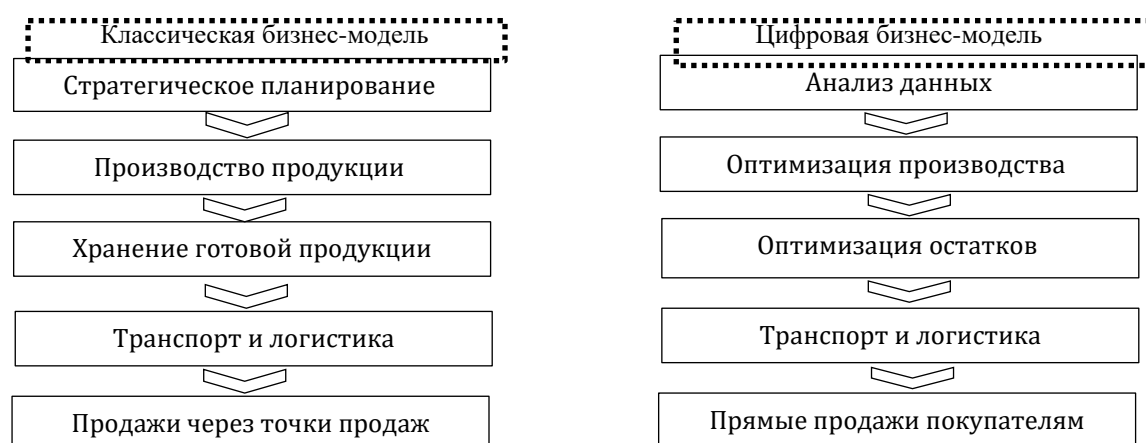 Классическая бизнес-модель
Стратегическое планирование
Производство продукции
Хранение готовой продукции
Транспорт и логистика
Продажи через точки продаж
Цифровая бизнес-модель
Анализ данных
Оптимизация производства
Оптимизация остатков
Транспорт и логистика
Прямые продажи покупателям